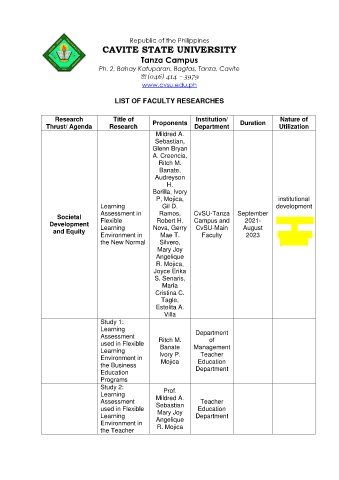 Republic of the Philippines
CAVITE STATE UNIVERSITY
Tanza Campus
Ph. 2, Bahay Katuparan, Bagtas, Tanza, Cavite
☏(046) 414 – 3979
www.cvsu.edu.ph
LIST OF FACULTY RESEARCHES
Research Thrust/ Agenda
Title of Research
Proponents
Institution/ Department
Duration
Nature of Utilization
Societal
Development
and Equity
Learning
Assessment in
Flexible
Learning
Environment in
the New Normal
Mildred A.
Sebastian,
Glenn Bryan
A. Creencia,
Ritch M.
Banate,
Audreyson
H.
Borilla, Ivory
P. Mojica,
Gil D.
Ramos,
Robert H.
Nova, Gerry
Mae T.
Silvero,
Mary Joy
Angelique
R. Mojica,
Joyce Erika
S. Senaris,
Marla
Cristina C.
Tagle,
Estelita A.
Villa
CvSU-Tanza
Campus and
CvSU-Main
Faculty
September
2021-
August
2023
institutional
development
Study 1:
Learning
Assessment
used in Flexible
Learning
Environment in
the Business
Education
Programs
Ritch M.
Banate
Ivory P.
Mojica
Department
of
Management
Teacher
Education
Department
Study 2:
Learning
Assessment
used in Flexible
Learning
Environment in
the Teacher
Prof.
Mildred A.
Sebastian
Mary Joy
Angelique
R. Mojica
Teacher
Education
Department